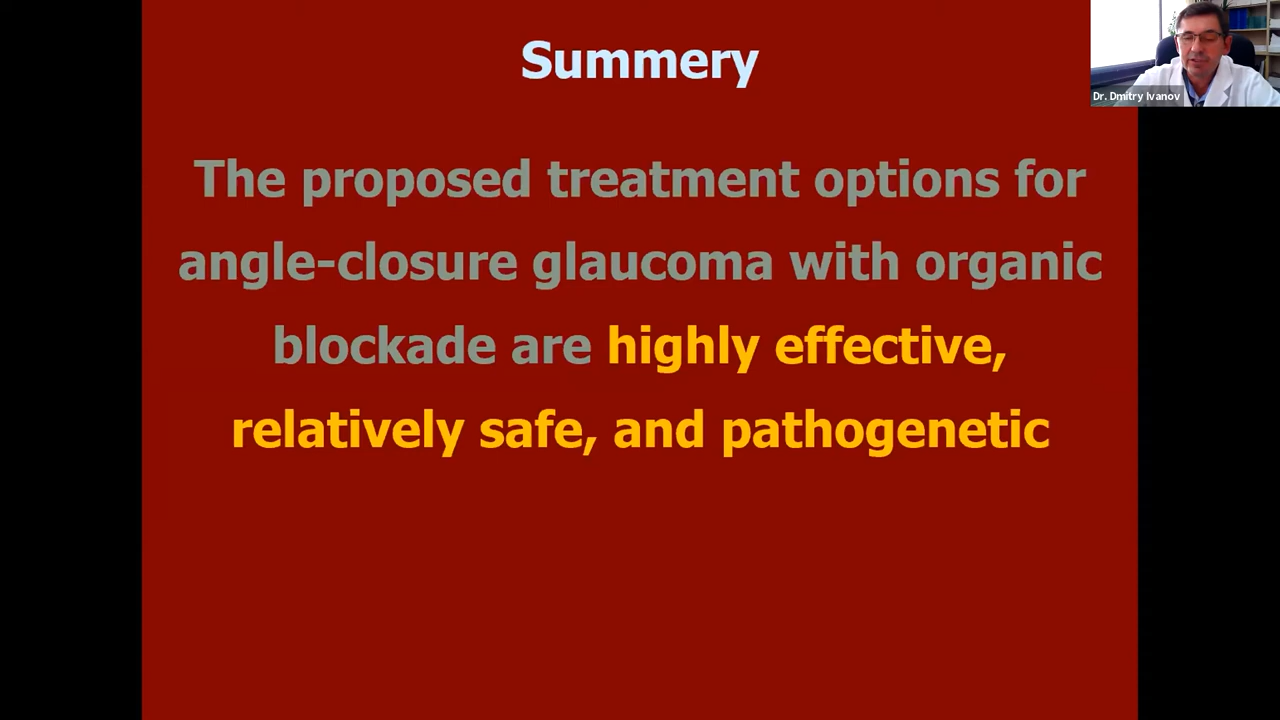 Summery
Dr. Dmitry Ivanov
The proposed treatment options for
angle-closure glaucoma with organic
blockade are highly effective,
relatively safe, and pathogenetic